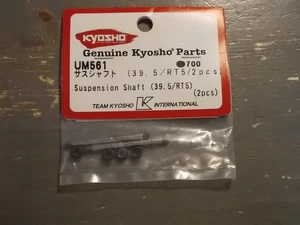 KYOSHO
Genuine Kyosho Parts
UM561 ●700
サスシャフト (39.5/RT5/2pcs)
Suspension Shaft (39.5/RT5)
(2pcs)
TEAM KYOSHO K INTERNATIONAL